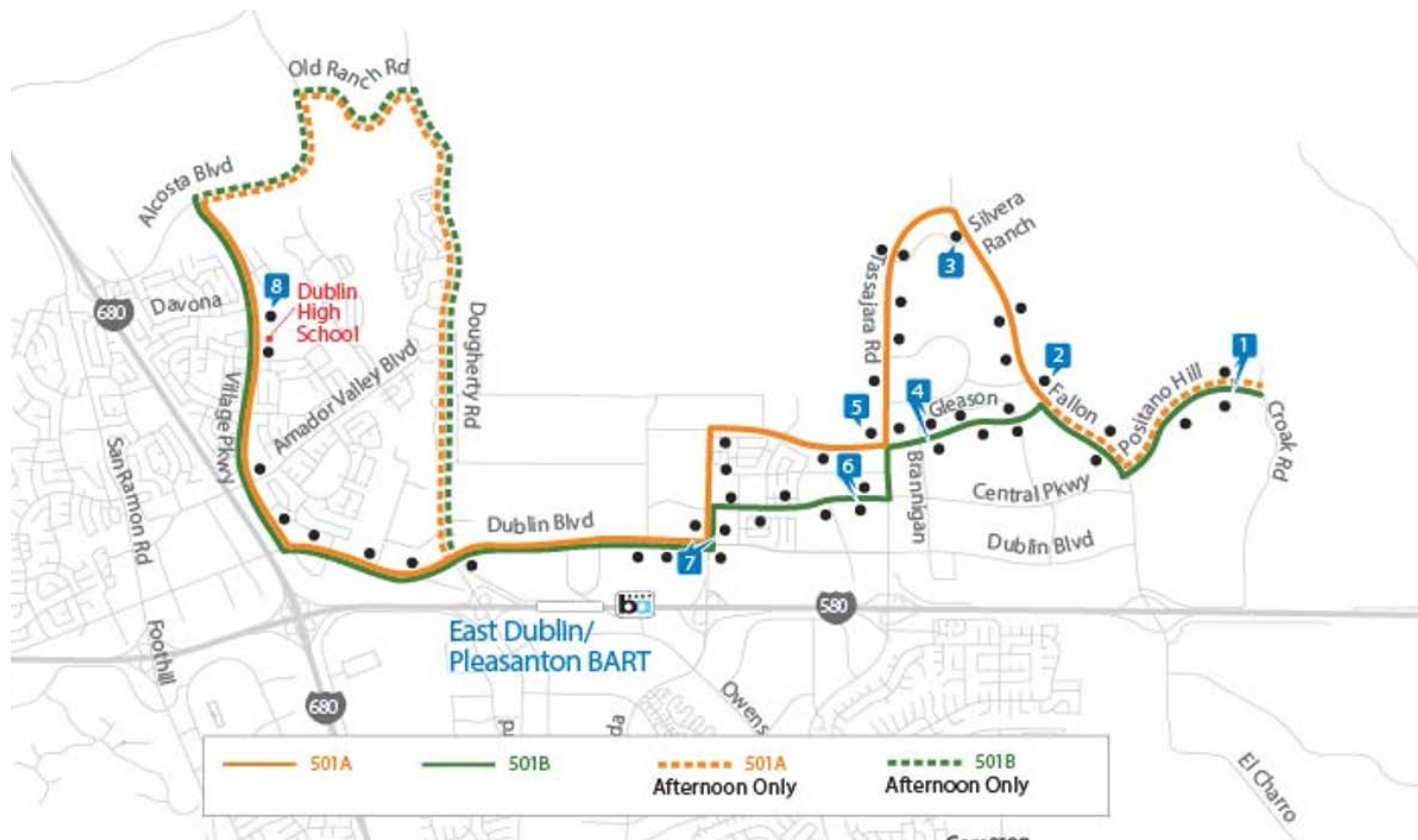 Old Ranch Rd
Alcosta Blvd
Silvera
Ranch
3
Tassajara Rd
680
Davona
8
Dublin
High
School
Dougherty Rd
Amador Valley Blvd
Village Pkwy
1
2
Positano Hill
Fallon
4
Gleason
5
Croak Rd
San Ramon Rd
6
Brannigan
Central Pkwy
Dublin Blvd
Dublin Blvd
7
580
East Dublin/
Pleasanton BART
Foothill
680
Owens
501A
501B
501A
Afternoon Only
501B
Afternoon Only
El Charro